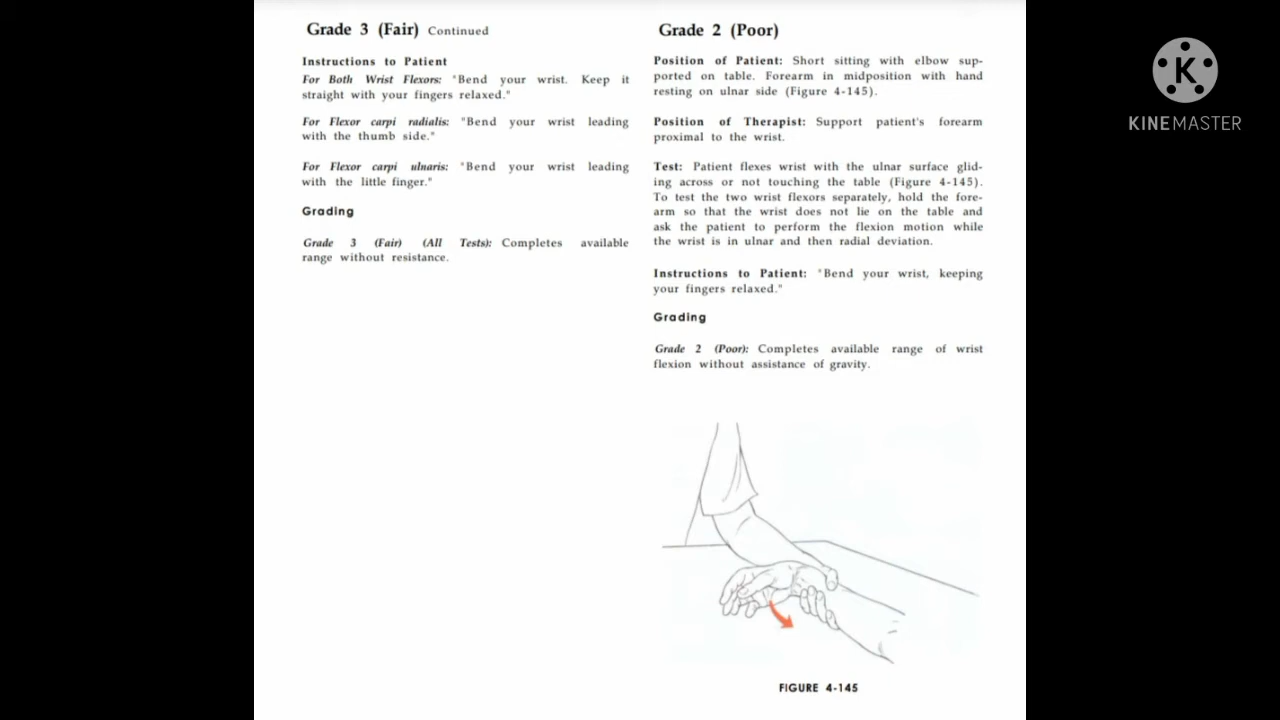 Grade 3 (Fair) Continued
Instructions to Patient
For Both Wrist Flexors: "Bend your wrist. Keep it
straight with your fingers relaxed."
For Flexor carpi radialis: "Bend your wrist leading
with the thumb side."
For Flexor carpi ulnaris: "Bend your wrist leading
with the little finger."
Grading
Grade 3 (Fair) (All Tests): Completes available
range without resistance.
Grade 2 (Poor)
Position of Patient: Short sitting with elbow sup-
ported on table. Forearm in midposition with hand
resting on ulnar side (Figure 4-145).
Position of Therapist: Support patient's forearm
proximal to the wrist.
Test: Patient flexes wrist with the ulnar surface glid-
ing across or not touching the table (Figure 4-145).
To test the two wrist flexors separately, hold the fore-
arm so that the wrist does not lie on the table and
ask the patient to perform the flexion motion while
the wrist is in ulnar and then radial deviation.
Instructions to Patient: "Bend your wrist, keeping
your fingers relaxed."
Grading
Grade 2 (Poor): Completes available range of wrist
flexion without assistance of gravity.
FIGURE 4-145
K
KINEMASTER